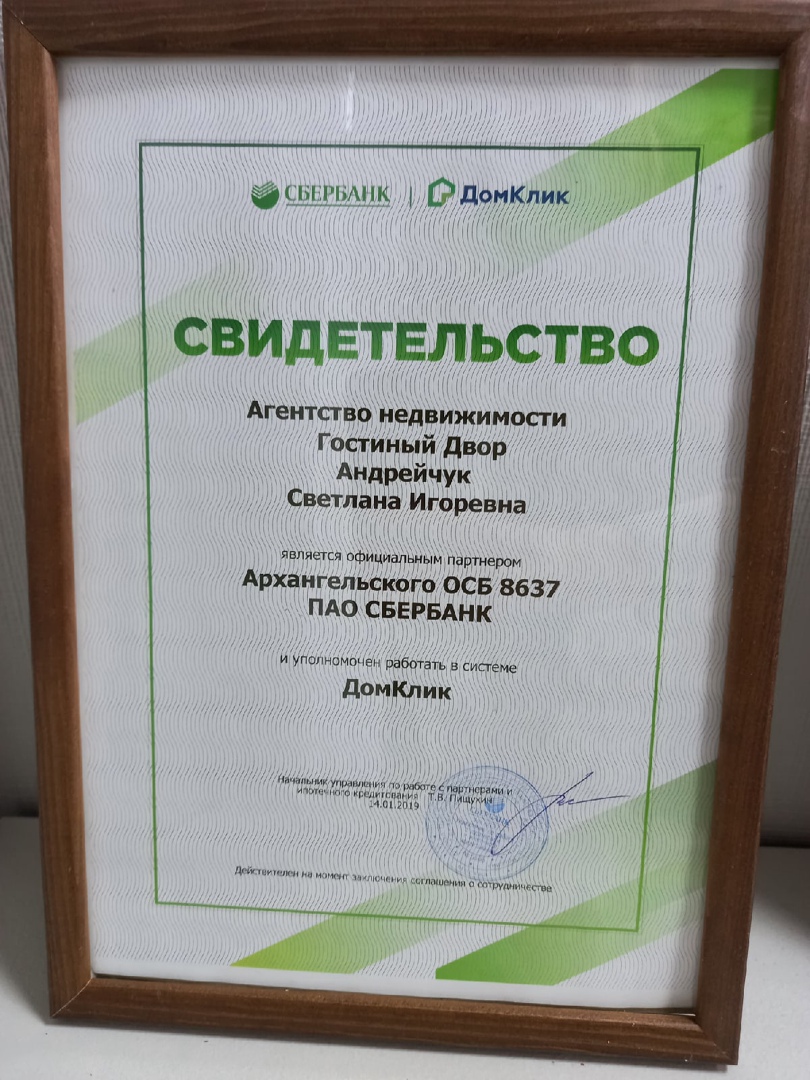 СБЕРБАНК | ДомКлик
СВИДЕТЕЛЬСТВО
Агентство недвижимости
Гостиный Двор
Андрейчук
Светлана Игоревна
является официальным партнером
Архангельского ОСБ 8637
ПАО СБЕРБАНК
и уполномочен работать в системе
ДомКлик
Начальник управления по работе с партнерами и
ипотечного кредитования Т.В. Пищухин
14.01.2019
Действителен на момент заключения соглашения о сотрудничестве